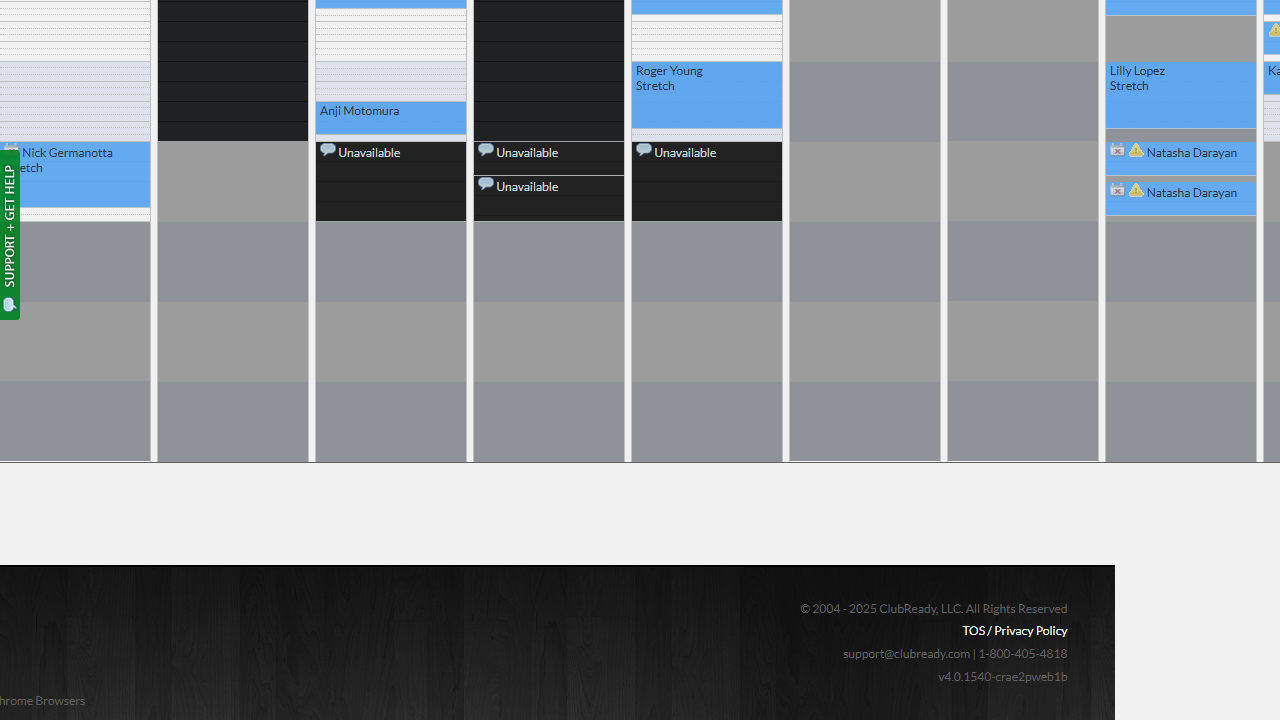 Nick Germanotta
etch
Anji Motomura
Unavailable
Unavailable
Unavailable
Roger Young
Stretch
Unavailable
Lilly Lopez
Stretch
Natasha Darayan
Natasha Darayan
Ka
SUPPORT + GET HELP
© 2004 - 2025 ClubReady, LLC. All Rights Reserved
TOS / Privacy Policy
support@clubready.com | 1-800-405-4818
v4.0.1540-crae2pweb1b
hrome Browsers